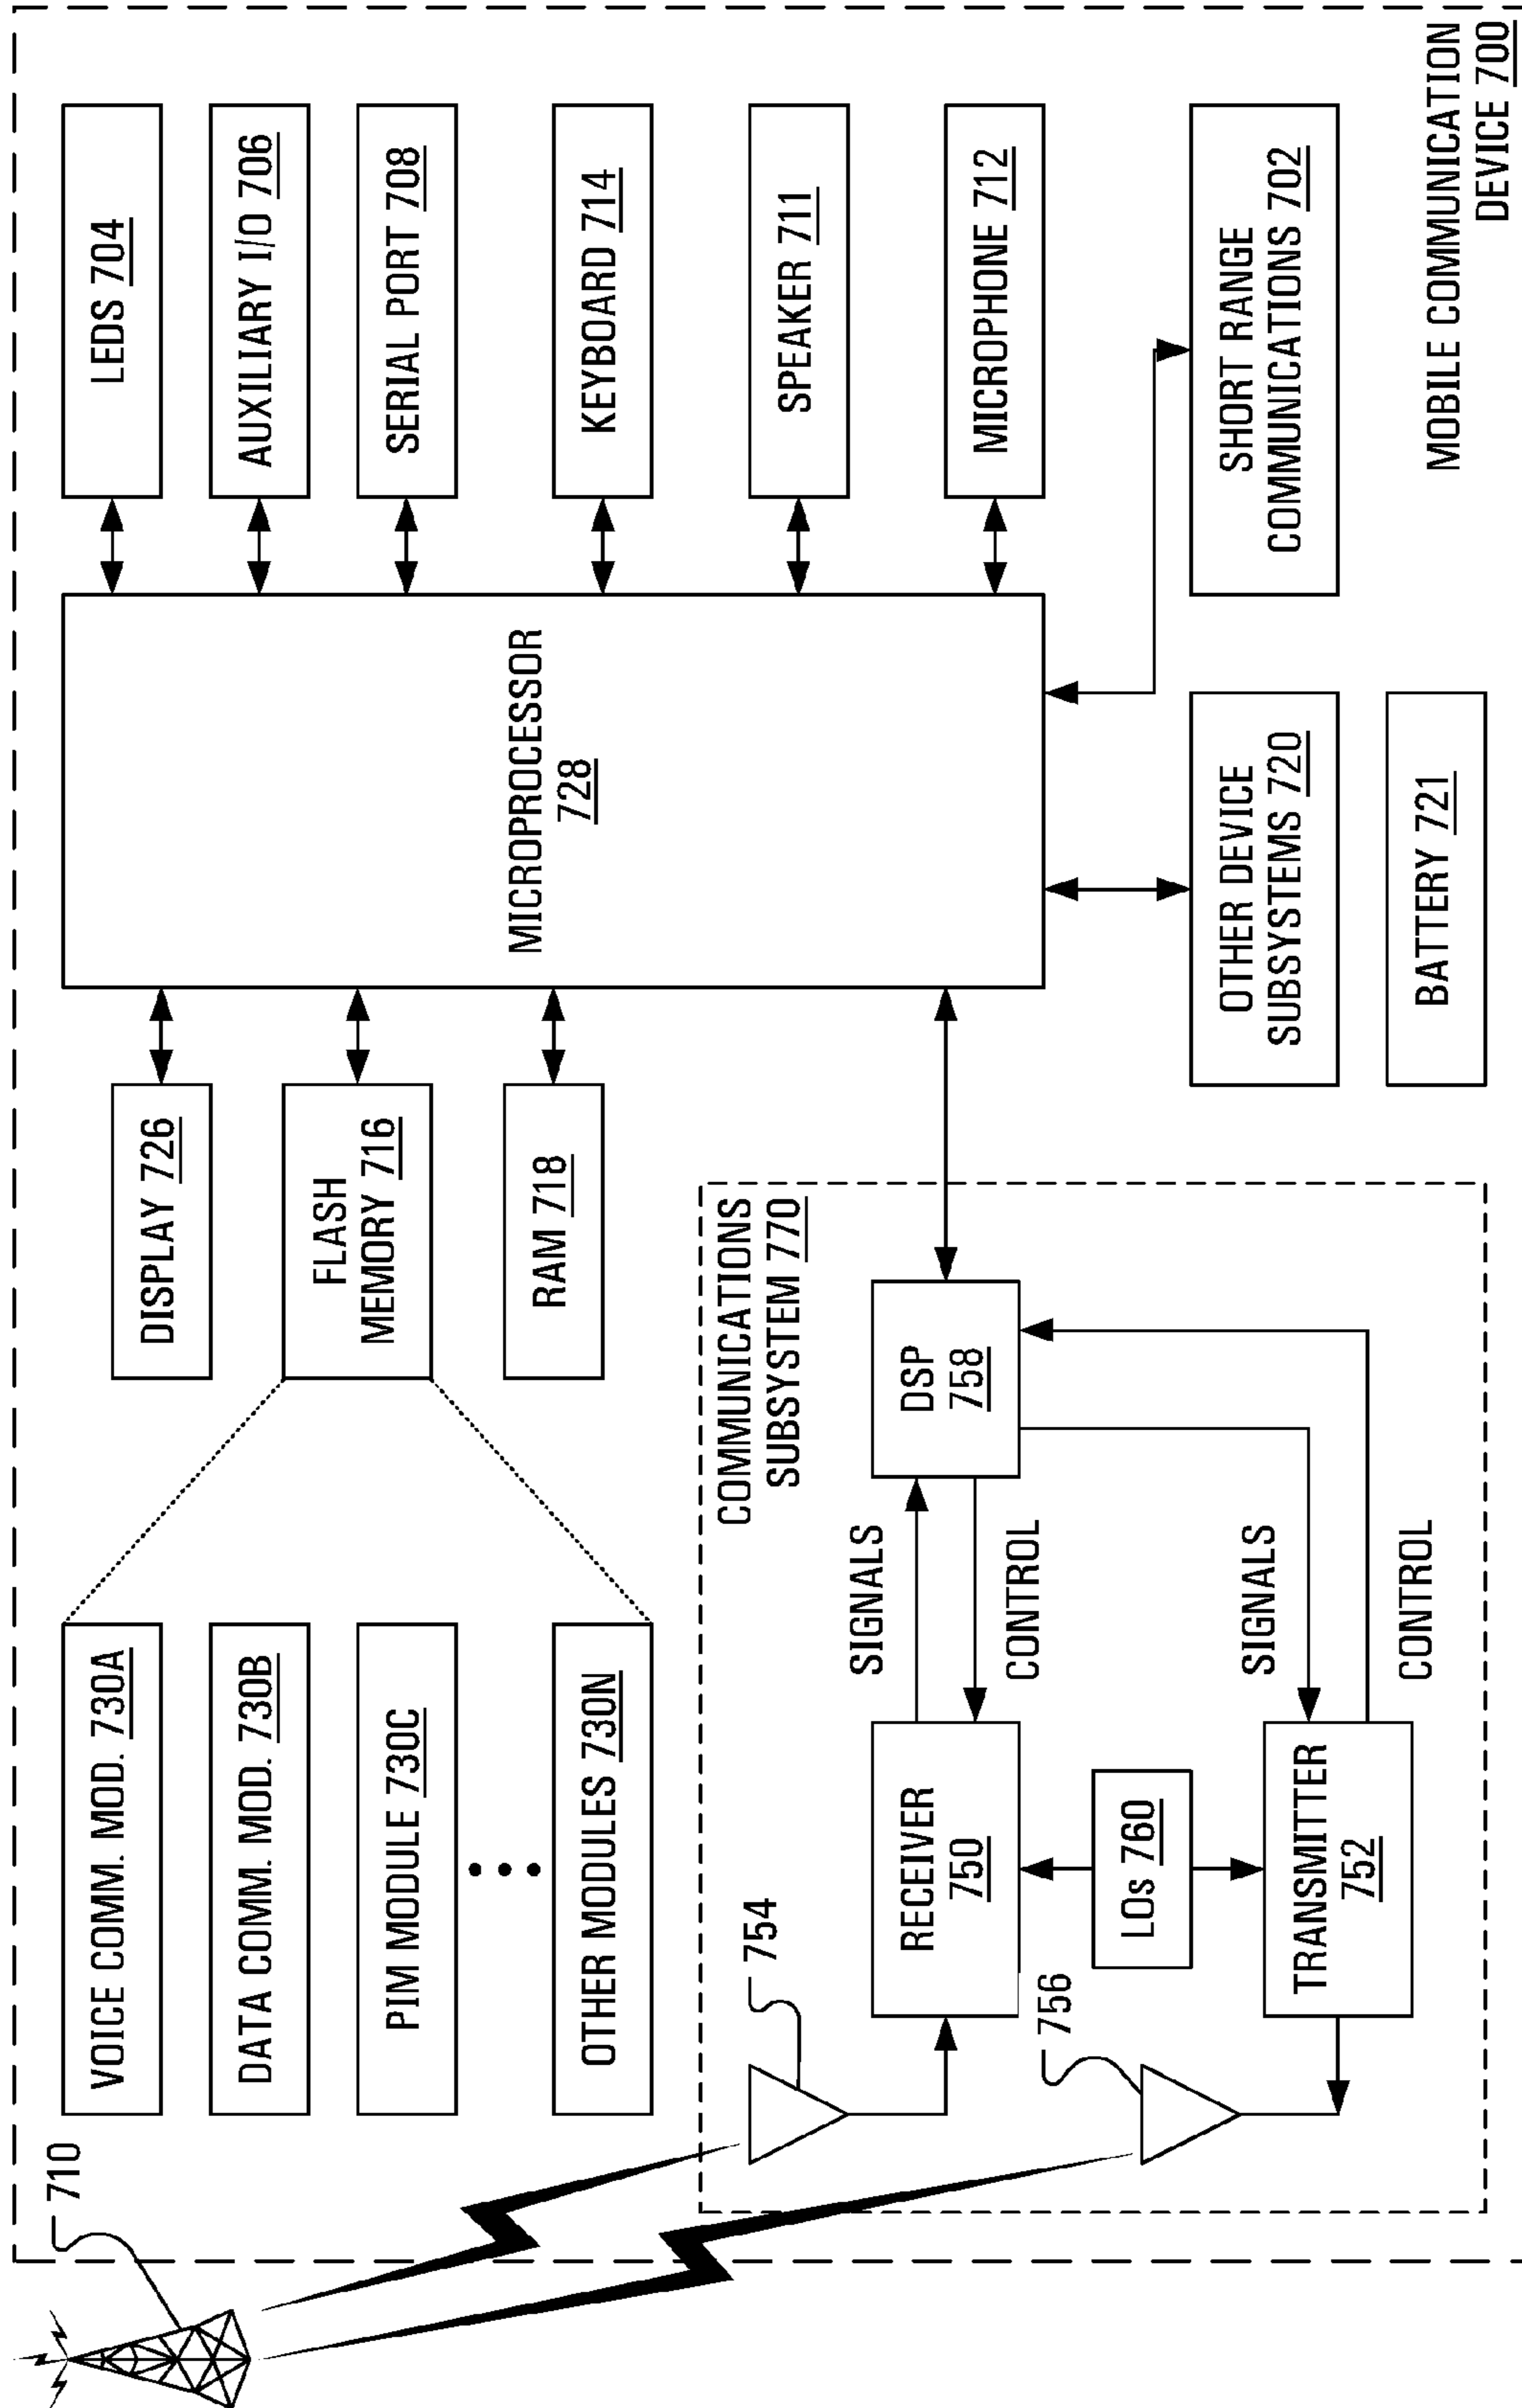 710
VOICE COMM. MOD. 730A
DATA COMM. MOD. 730B
PIM MODULE 730C
OTHER MODULES 730N
DISPLAY 726
FLASH
MEMORY 716
RAM 718
MICROPROCESSOR
728
LEDS 704
AUXILIARY I/O 706
SERIAL PORT 708
KEYBOARD 714
SPEAKER 711
MICROPHONE 712
SHORT RANGE
COMMUNICATIONS 702
OTHER DEVICE
SUBSYSTEMS 720
BATTERY 721
COMMUNICATIONS
SUBSYSTEM 770
754
RECEIVER
750
SIGNALS
CONTROL
DSP
758
LOs 760
756
TRANSMITTER
752
SIGNALS
CONTROL
MOBILE COMMUNICATION
DEVICE 700